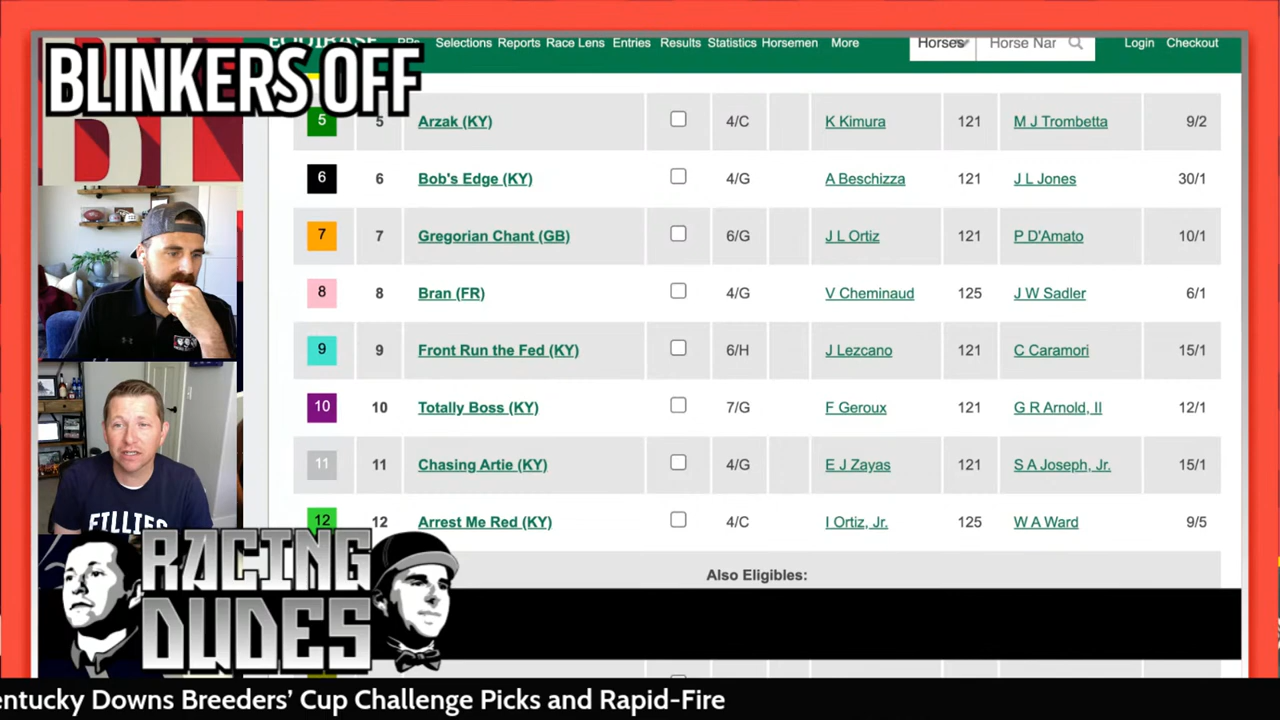 BLINKERS OFF
Selections Reports Race Lens Entries Results Statistics Horsemen More Horses Horse Nar Login Checkout
5 5 Arzak (KY) 4/C K Kimura 121 M J Trombetta 9/2
6 6 Bob's Edge (KY) 4/G A Beschizza 121 J L Jones 30/1
7 7 Gregorian Chant (GB) 6/G J L Ortiz 121 P D'Amato 10/1
8 8 Bran (FR) 4/G V Cheminaud 125 J W Sadler 6/1
9 9 Front Run the Fed (KY) 6/H J Lezcano 121 C Caramori 15/1
10 10 Totally Boss (KY) 7/G F Geroux 121 G R Arnold, II 12/1
11 11 Chasing Artie (KY) 4/G E J Zayas 121 S A Joseph, Jr. 15/1
12 12 Arrest Me Red (KY) 4/C I Ortiz, Jr. 125 W A Ward 9/5
Also Eligibles:
FILLIES
RACING
DUDES
entucky Downs Breeders' Cup Challenge Picks and Rapid-Fire